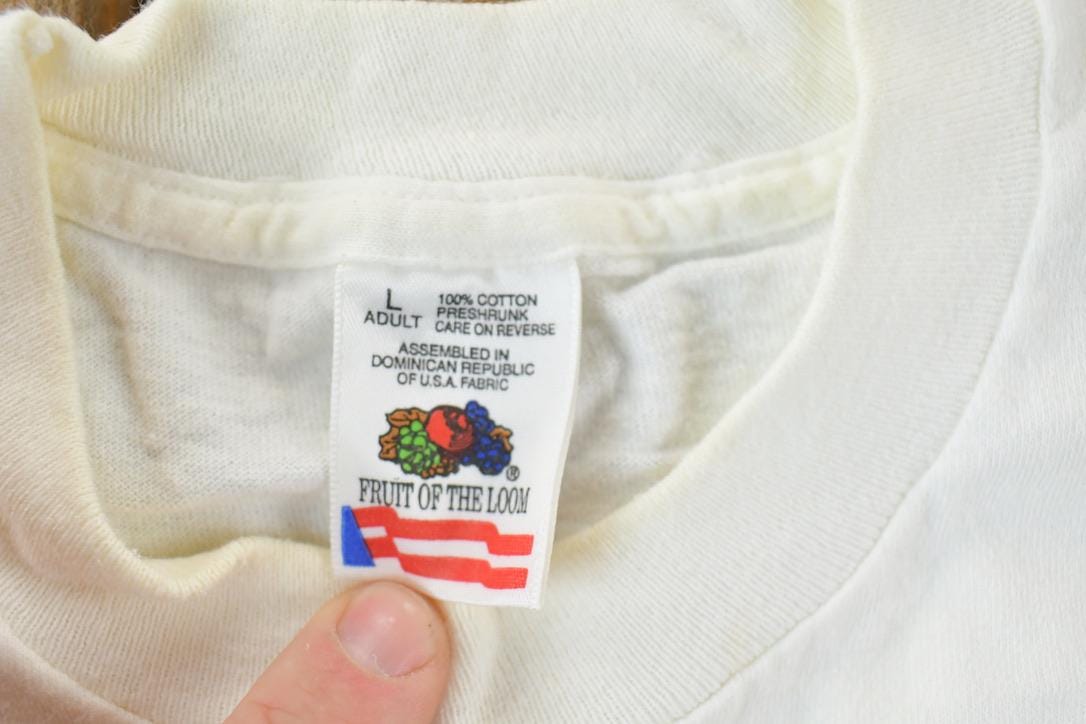 L
ADULT
100% COTTON
PRESHRUNK
CARE ON REVERSE
ASSEMBLED IN
DOMINICAN REPUBLIC
OF U.S.A. FABRIC
®
FRUIT OF THE LOOM